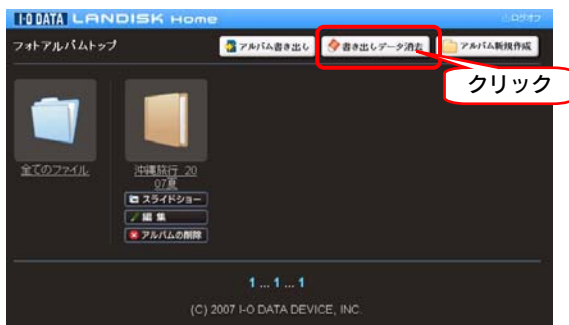 I-O DATA LANDISK Home
ログオフ
フォトアルバムトップ
アルバム書き出し
書き出しデータ消去
アルバム新規作成
クリック
全てのファイル
沖縄旅行_20
07夏
スライドショー
編集
アルバムの削除
1 ... 1 ... 1
(C) 2007 I-O DATA DEVICE, INC.